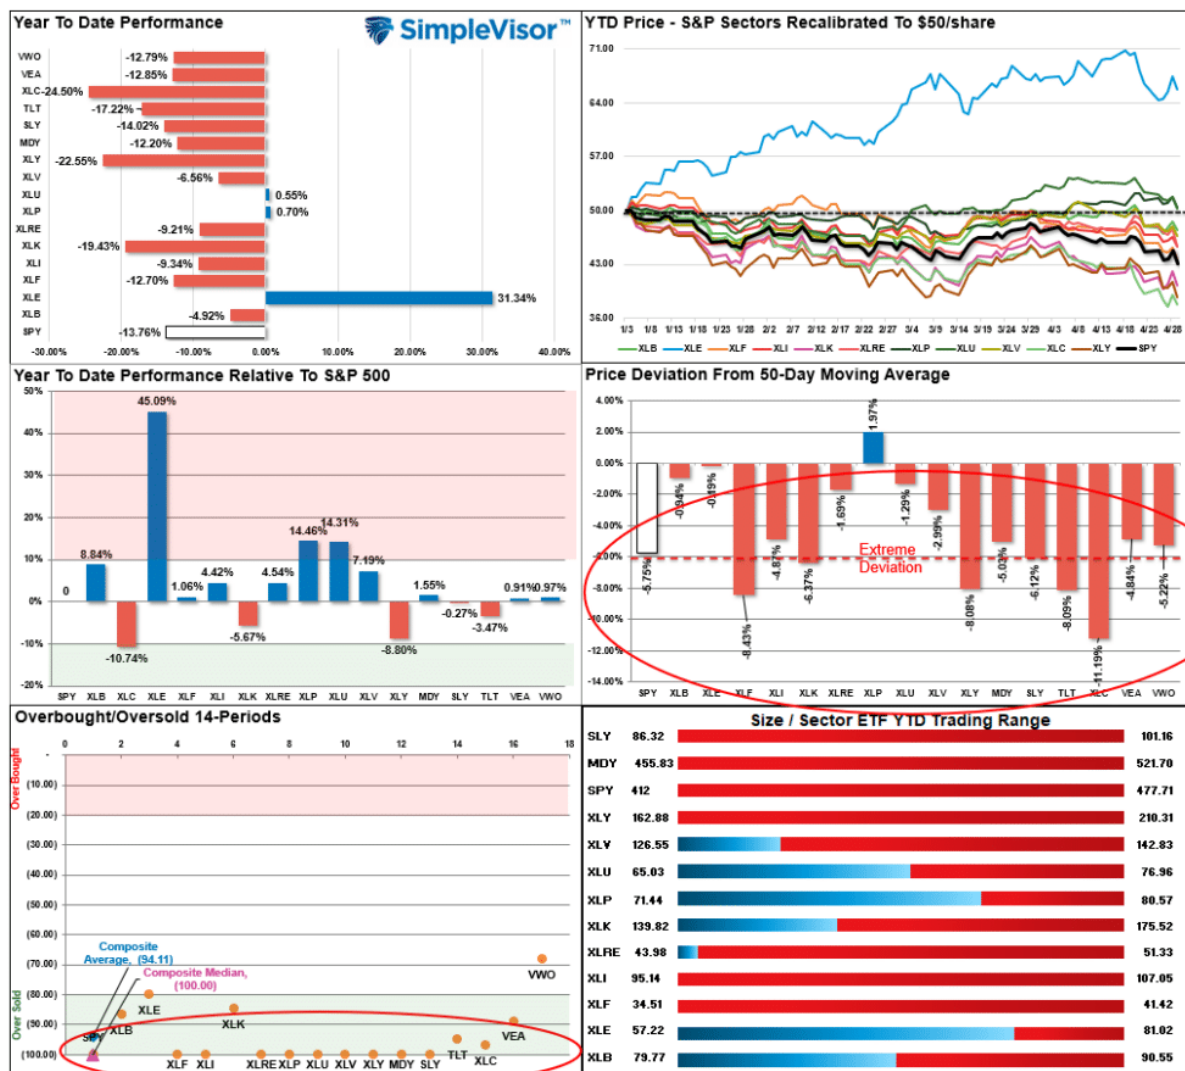 Year To Date Performance
SimpleVisor™
VWO -12.79%
VEA -12.85%
XLC -24.50%
TLT -17.22%
SLY -14.02%
MDY -12.20%
XLY -22.55%
XLV -6.56%
XLU 0.55%
XLP 0.70%
XLRE -9.21%
XLK -19.43%
XLI -9.34%
XLF -12.70%
XLE 31.34%
XLB -4.92%
SPY -13.76%
-30.00% -20.00% -10.00% 0.00% 10.00% 20.00% 30.00% 40.00%
YTD Price - S&P Sectors Recalibrated To $50/share
71.00
64.00
57.00
50.00
43.00
36.00
1/3 1/8 1/13 1/18 1/23 1/28 2/2 2/7 2/12 2/17 2/22 2/27 3/4 3/9 3/14 3/19 3/24 3/29 4/3 4/8 4/13 4/18 4/23 4/28
XLB XLE XLF XLI XLK XLRE XLP XLU XLV XLC XLY SPY
Year To Date Performance Relative To S&P 500
50%
40%
30%
20%
10%
0%
-10%
-20%
0 8.84% -10.74% 45.09% 1.06% 4.42% -5.67% 4.54% 14.46% 14.31% 7.19% -8.80% 1.55% -0.27% -3.47% 0.91% 0.97%
SPY XLB XLC XLE XLF XLI XLK XLRE XLP XLU XLV XLY MDY SLY TLT VEA VWO
Price Deviation From 50-Day Moving Average
4.00%
2.00%
0.00%
-2.00%
-4.00%
-6.00%
-8.00%
-10.00%
-12.00%
-14.00%
-5.75% -0.94% -0.19% -8.43% -4.87% -6.37% -1.69% 1.97% -1.29% -2.99% -8.08% -5.03% -6.12% -8.09% -11.19% -4.84% -5.22%
Extreme
Deviation
SPY XLB XLE XLF XLI XLK XLRE XLP XLU XLV XLY MDY SLY TLT XLC VEA VWO
Overbought/Oversold 14-Periods
0 2 4 6 8 10 12 14 16 18
Over Bought
Over Sold
-
(10.00)
(20.00)
(30.00)
(40.00)
(50.00)
(60.00)
(70.00)
(80.00)
(90.00)
(100.00)
Composite
Average, (94.11)
Composite Median,
(100.00)
VWO
XLE
XLB
XLK
SPY
VEA
TLT
XLC
XLF XLI XLRE XLP XLU XLV XLY MDY SLY
Size / Sector ETF YTD Trading Range
SLY 86.32 101.16
MDY 455.83 521.70
SPY 412 477.71
XLY 162.88 210.31
XLV 126.55 142.83
XLU 65.03 76.96
XLP 71.44 80.57
XLK 139.82 175.52
XLRE 43.98 51.33
XLI 95.14 107.05
XLF 34.51 41.42
XLE 57.22 81.02
XLB 79.77 90.55